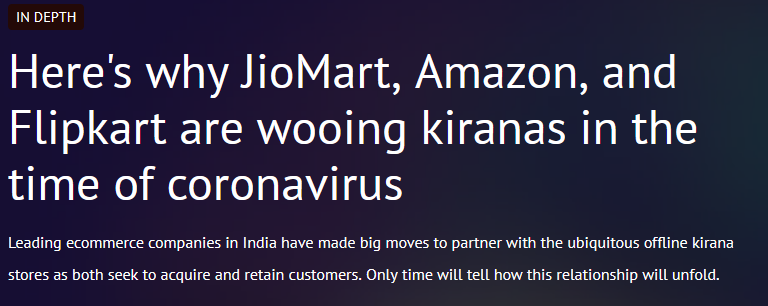 IN DEPTH
Here's why JioMart, Amazon, and
Flipkart are wooing kiranas in the
time of coronavirus
Leading ecommerce companies in India have made big moves to partner with the ubiquitous offline kirana
stores as both seek to acquire and retain customers. Only time will tell how this relationship will unfold.